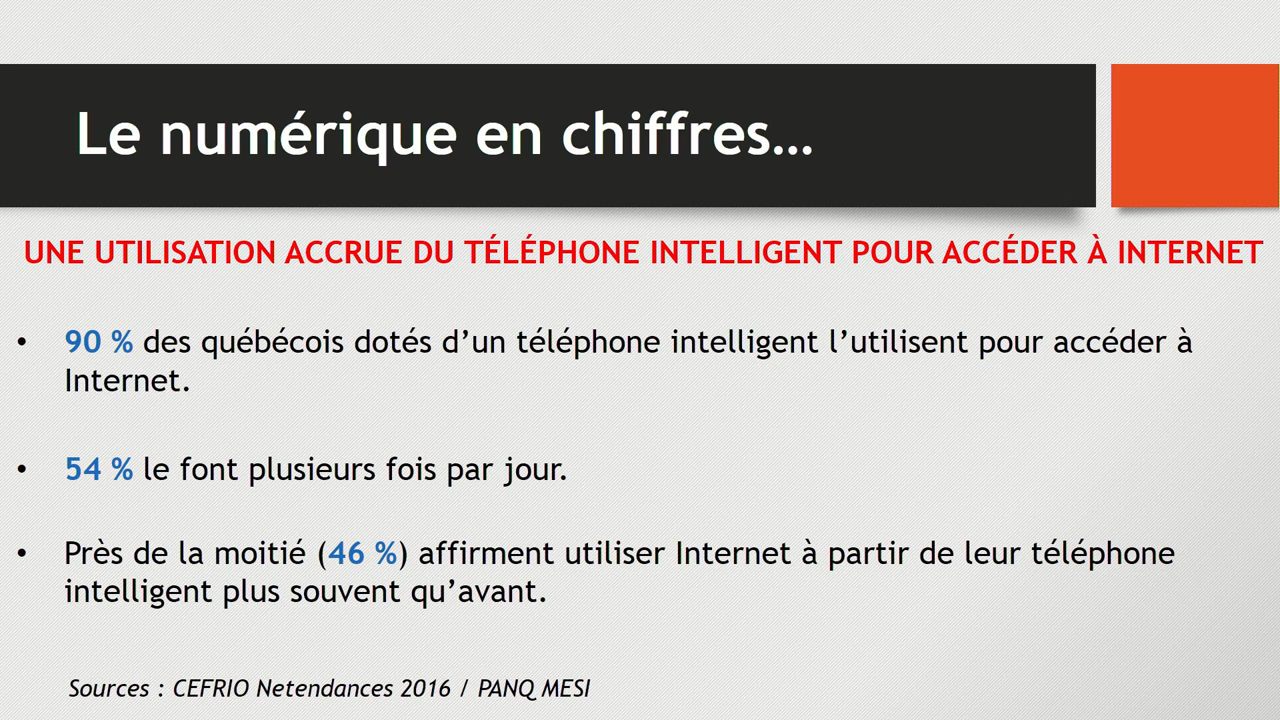 Le numérique en chiffres…
UNE UTILISATION ACCRUE DU TÉLÉPHONE INTELLIGENT POUR ACCÉDER À INTERNET
• 90 % des québécois dotés d’un téléphone intelligent l’utilisent pour accéder à
Internet.
• 54 % le font plusieurs fois par jour.
• Près de la moitié (46 %) affirment utiliser Internet à partir de leur téléphone
intelligent plus souvent qu’avant.
Sources : CEFRIO Netendances 2016 / PANQ MESI